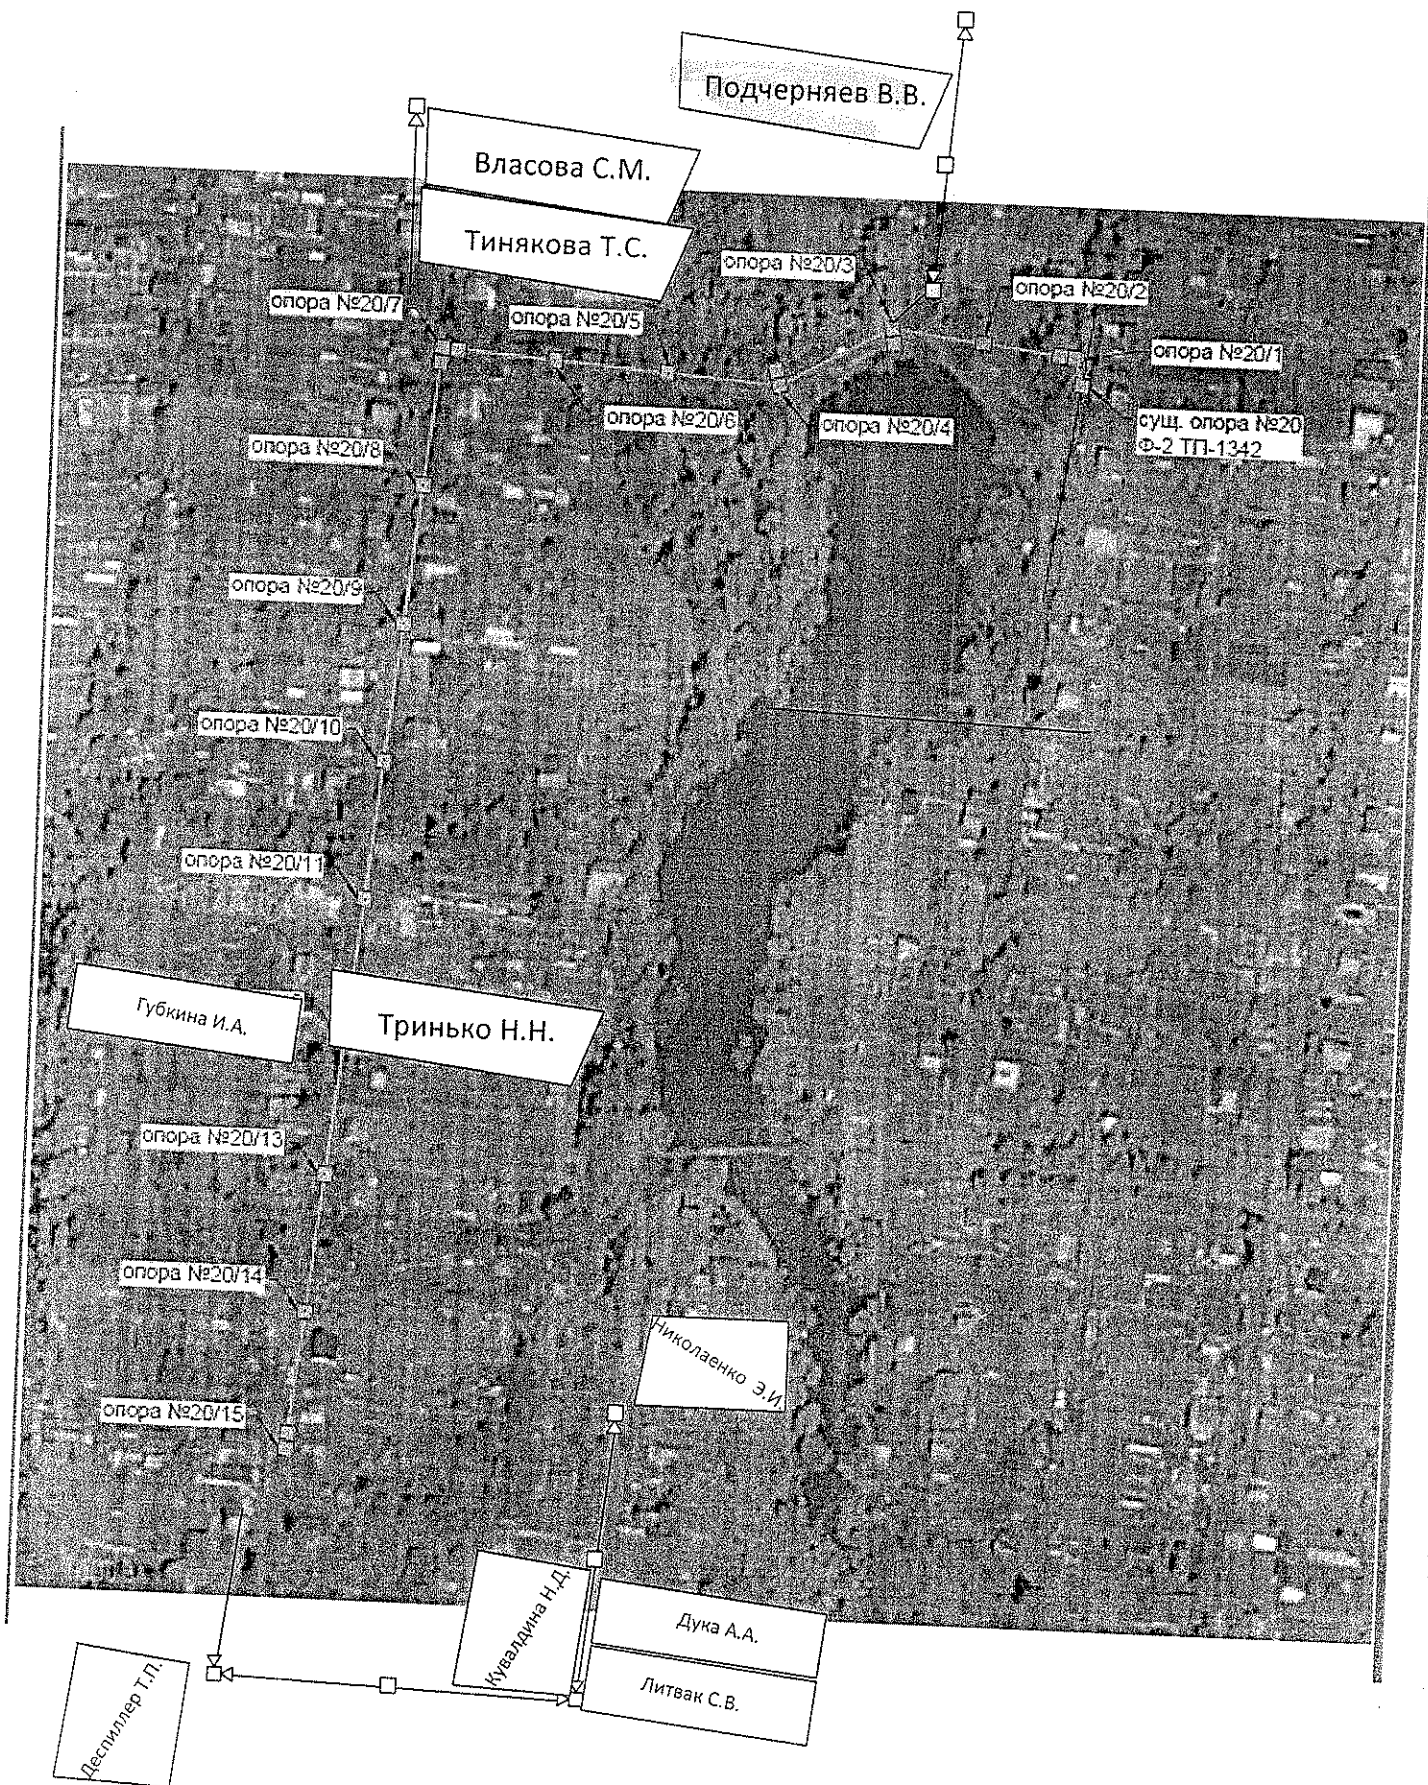 Подчерняев В.В.
Власова С.М.
Тинякова Т.С.
опора №20/3
опора №20/2
опора №20/7
опора №20/5
опора №20/1
опора №20/6
опора №20/4
сущ. опора №20
Ф-2 ТП-1342
опора №20/8
опора №20/9
опора №20/10
опора №20/11
Губкина И.А.
Тринько Н.Н.
опора №20/13
опора №20/14
Николаенко Э.И.
опора №20/15
Кувалдина Н.Д.
Дука А.А.
Литвак С.В.
Деспиллер Т.П.